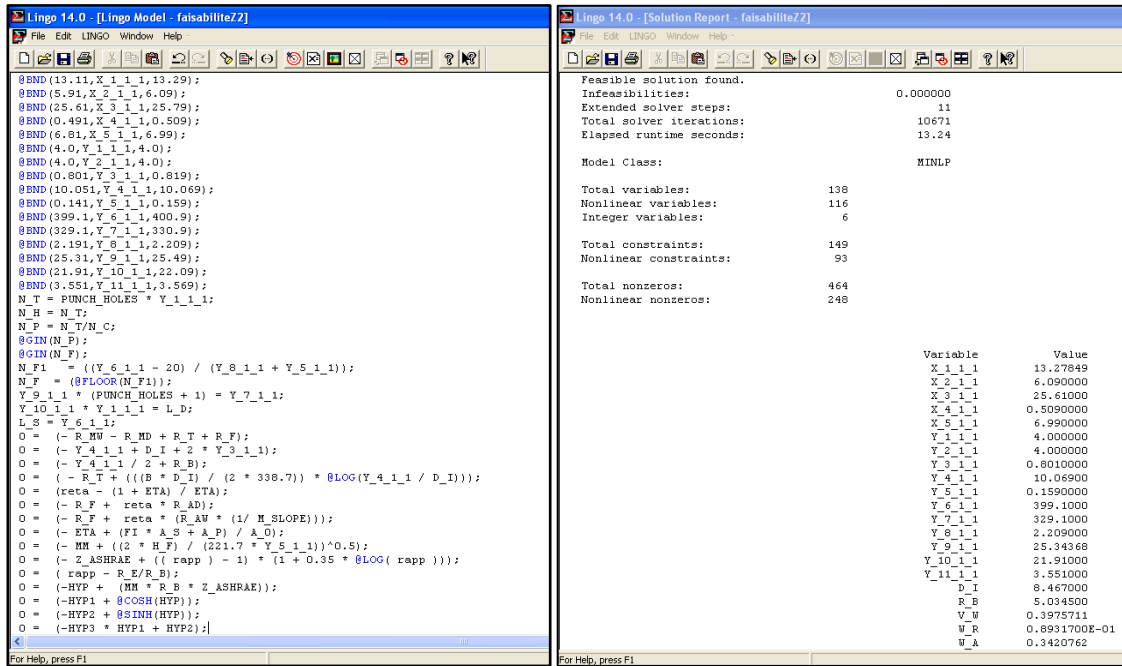 Lingo 14.0 - [Lingo Model - faisabiliteZ2]
File Edit LINGO Window Help
@BND(13.11,X_1_1_1,13.29);
@BND(5.91,X_2_1_1,6.09);
@BND(25.61,X_3_1_1,25.79);
@BND(0.491,X_4_1_1,0.509);
@BND(6.81,X_5_1_1,6.99);
@BND(4.0,Y_1_1_1,4.0);
@BND(4.0,Y_2_1_1,4.0);
@BND(0.801,Y_3_1_1,0.819);
@BND(10.051,Y_4_1_1,10.069);
@BND(0.141,Y_5_1_1,0.159);
@BND(399.1,Y_6_1_1,400.9);
@BND(329.1,Y_7_1_1,330.9);
@BND(2.191,Y_8_1_1,2.209);
@BND(25.31,Y_9_1_1,25.49);
@BND(21.91,Y_10_1_1,22.09);
@BND(3.551,Y_11_1_1,3.569);
N_T = PUNCH_HOLES * Y_1_1_1;
N_H = N_T;
N_P = N_T/N_C;
@GIN(N_P);
@GIN(N_F);
N_F1 = ((Y_6_1_1 - 20) / (Y_8_1_1 + Y_5_1_1));
N_F = (@FLOOR(N_F1));
Y_9_1_1 * (PUNCH_HOLES + 1) = Y_7_1_1;
Y_10_1_1 * Y_1_1_1 = L_D;
L_S = Y_6_1_1;
0 = (- R_MW - R_MD + R_T + R_F);
0 = (- Y_4_1_1 + D_I + 2 * Y_3_1_1);
0 = (- Y_4_1_1 / 2 + R_B);
0 = ( - R_T + (((B * D_I) / (2 * 338.7)) * @LOG(Y_4_1_1 / D_I)));
0 = (reta - (1 + ETA) / ETA);
0 = (- R_F + reta * R_AD);
0 = (- R_F + reta * (R_AW * (1/ M_SLOPE)));
0 = (- ETA + (FI * A_S + A_P) / A_O);
0 = (- MM + ((2 * H_F) / (221.7 * Y_5_1_1))^0.5);
0 = (- Z_ASHRAE + (( rapp ) - 1) * (1 + 0.35 * @LOG( rapp )));
0 = ( rapp - R_E/R_B);
0 = (-HYP + (MM * R_B * Z_ASHRAE));
0 = (-HYP1 + @COSH(HYP));
0 = (-HYP2 + @SINH(HYP));
0 = (-HYP3 * HYP1 + HYP2);
For Help, press F1
Lingo 14.0 - [Solution Report - faisabiliteZ2]
File Edit LINGO Window Help
Feasible solution found.
Infeasibilities: 0.000000
Extended solver steps: 11
Total solver iterations: 10671
Elapsed runtime seconds: 13.24
Model Class: MINLP
Total variables: 138
Nonlinear variables: 116
Integer variables: 6
Total constraints: 149
Nonlinear constraints: 93
Total nonzeros: 464
Nonlinear nonzeros: 248
Variable Value
X_1_1_1 13.27849
X_2_1_1 6.090000
X_3_1_1 25.61000
X_4_1_1 0.5090000
X_5_1_1 6.990000
Y_1_1_1 4.000000
Y_2_1_1 4.000000
Y_3_1_1 0.8010000
Y_4_1_1 10.06900
Y_5_1_1 0.1590000
Y_6_1_1 399.1000
Y_7_1_1 329.1000
Y_8_1_1 2.209000
Y_9_1_1 25.34368
Y_10_1_1 21.91000
Y_11_1_1 3.551000
D_I 8.467000
R_B 5.034500
V_W 0.3975711
W_R 0.8931700E-01
W_A 0.3420762
For Help, press F1